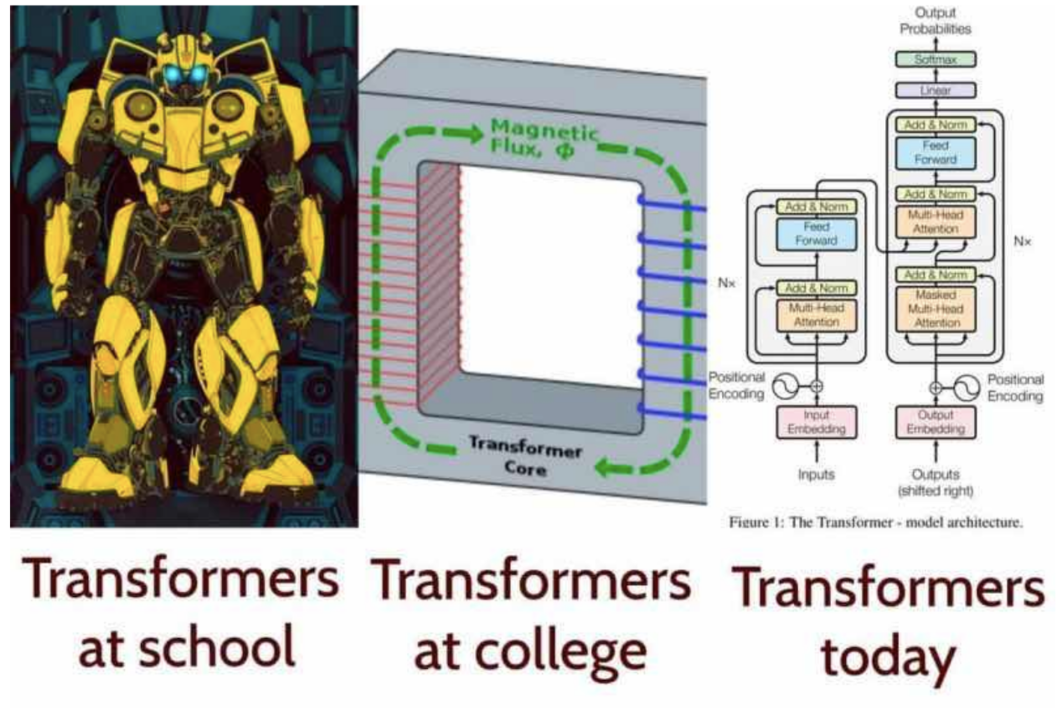 Magnetic
Flux, Φ
Transformer
Core
Output
Probabilities
Softmax
Linear
Add & Norm
Feed
Forward
Add & Norm
Multi-Head
Attention
Add & Norm
Masked
Multi-Head
Attention
Nx
Add & Norm
Feed
Forward
Add & Norm
Multi-Head
Attention
Nx
Positional
Encoding
Positional
Encoding
Input
Embedding
Output
Embedding
Inputs
Outputs
(shifted right)
Figure 1: The Transformer - model architecture.
Transformers
at school
Transformers
at college
Transformers
today